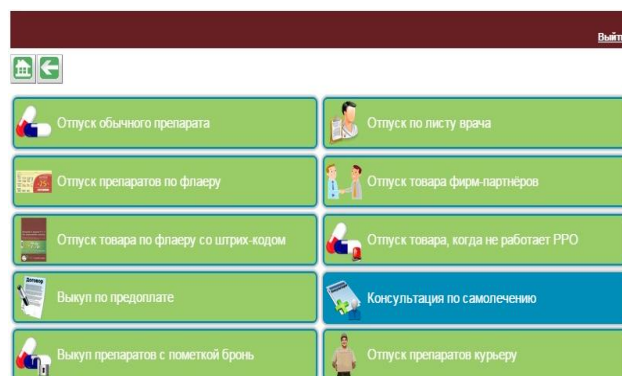 Выйти
Отпуск обычного препарата
Отпуск по листу врача
Отпуск препаратов по флаеру
Отпуск товара фирм-партнёров
Отпуск товара по флаеру со штрих-кодом
Отпуск товара, когда не работает РРО
Договор
Выкуп по предоплате
Консультация по самолечению
Выкуп препаратов с пометкой бронь
Отпуск препаратов курьеру